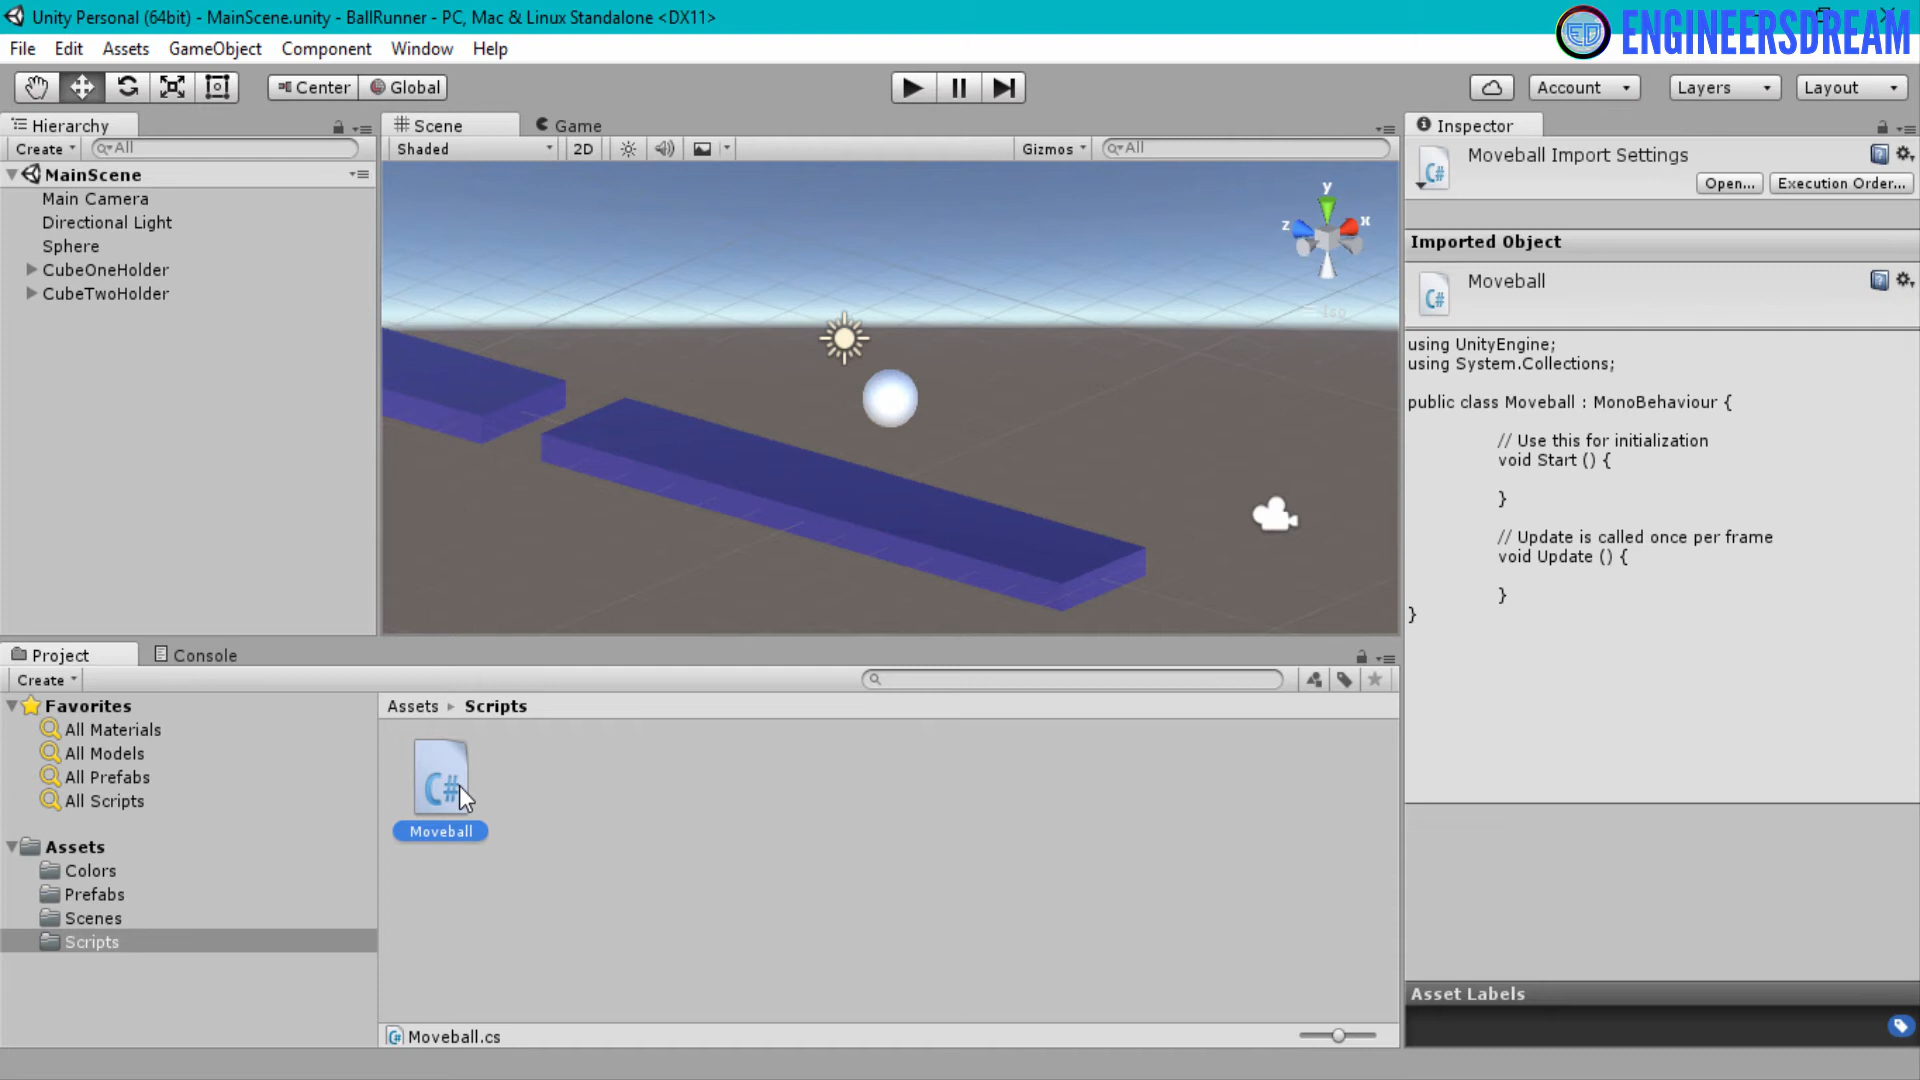 Unity Personal (64bit) - MainScene.unity - BallRunner - PC, Mac & Linux Standalone <DX11>
ED ENGINEERSDREAM
File Edit Assets GameObject Component Window Help
Center Global
Account Layers Layout
Hierarchy
Create All
MainScene
Main Camera
Directional Light
Sphere
CubeOneHolder
CubeTwoHolder
Scene Game
Shaded 2D Gizmos All
y
z x
Iso
Inspector
C# Moveball Import Settings
Open... Execution Order...
Imported Object
C# Moveball
using UnityEngine;
using System.Collections;
public class Moveball : MonoBehaviour {
// Use this for initialization
void Start () {
}
// Update is called once per frame
void Update () {
}
}
Asset Labels
Project Console
Create
Favorites
All Materials
All Models
All Prefabs
All Scripts
Assets
Colors
Prefabs
Scenes
Scripts
Assets Scripts
C#
Moveball
Moveball.cs